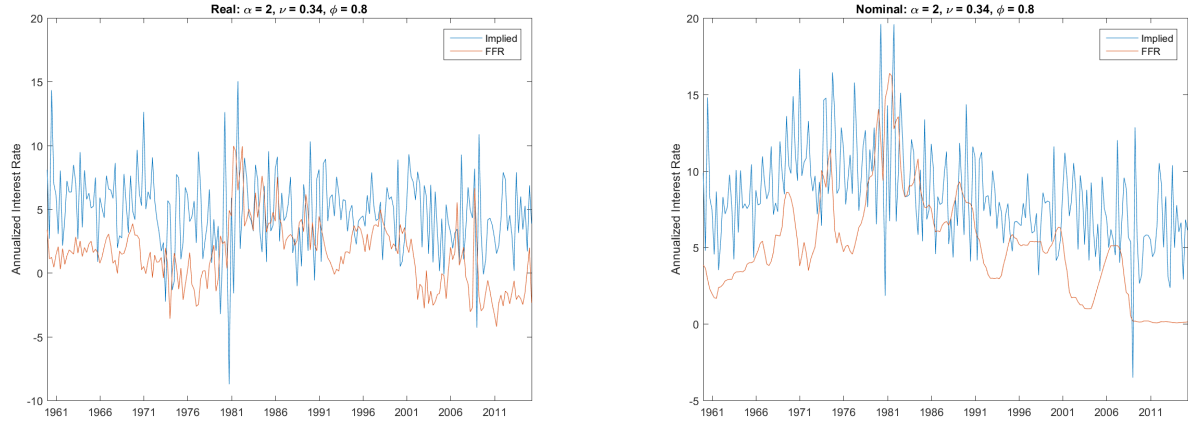 Real: α = 2, ν = 0.34, ϕ = 0.8
20
15
10
5
0
-5
-10
Annualized Interest Rate
Implied
FFR
1961 1966 1971 1976 1981 1986 1991 1996 2001 2006 2011
Nominal: α = 2, ν = 0.34, ϕ = 0.8
20
15
10
5
0
-5
Annualized Interest Rate
Implied
FFR
1961 1966 1971 1976 1981 1986 1991 1996 2001 2006 2011